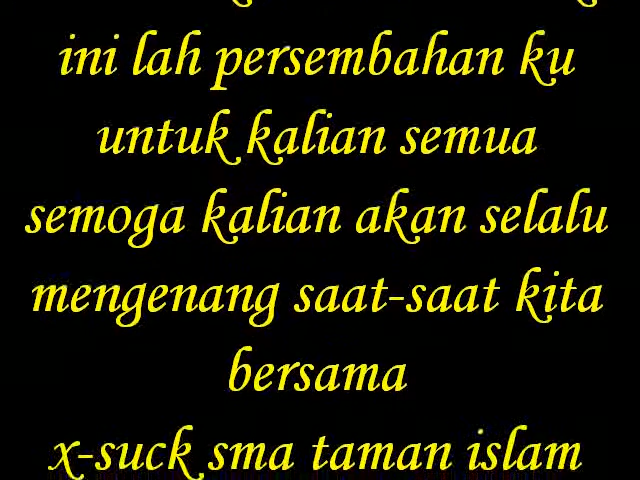 ini lah persembahan ku
untuk kalian semua
semoga kalian akan selalu
mengenang saat-saat kita
bersama
x-suck sma taman islam